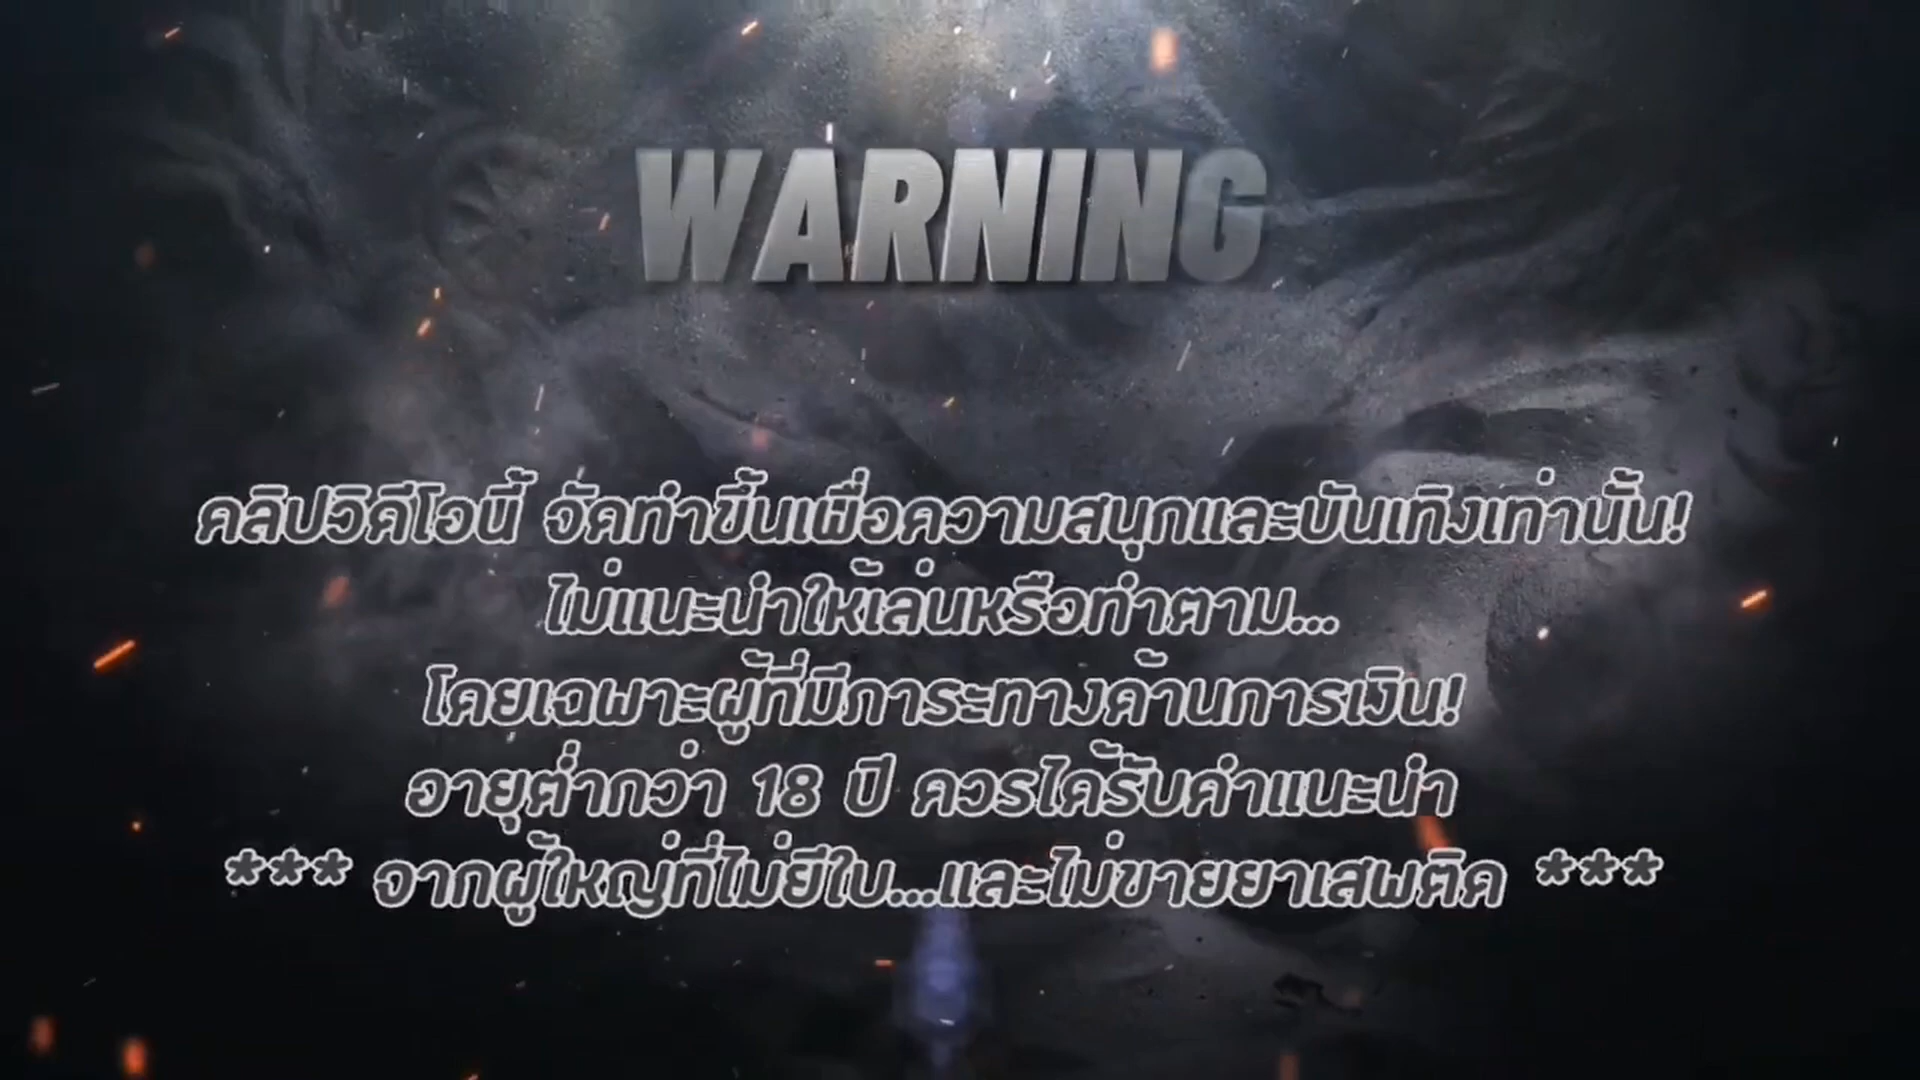 WARNING
คลิปวิดีโอนี้ จัดทำขึ้นเผื่อความสนุกและบันเทิงเท่านั้น!
ไม่แนะนำให้เล่นหรือทำตาม...
โดยเฉพาะผู้ที่มีภาระทางด้านการเงิน!
อายุต่ำกว่า 18 ปี ควรได้รับคำแนะนำ
*** จากผู้ใหญ่ที่ไม่ยีใบ...และไม่ขายยาเสพติด ***